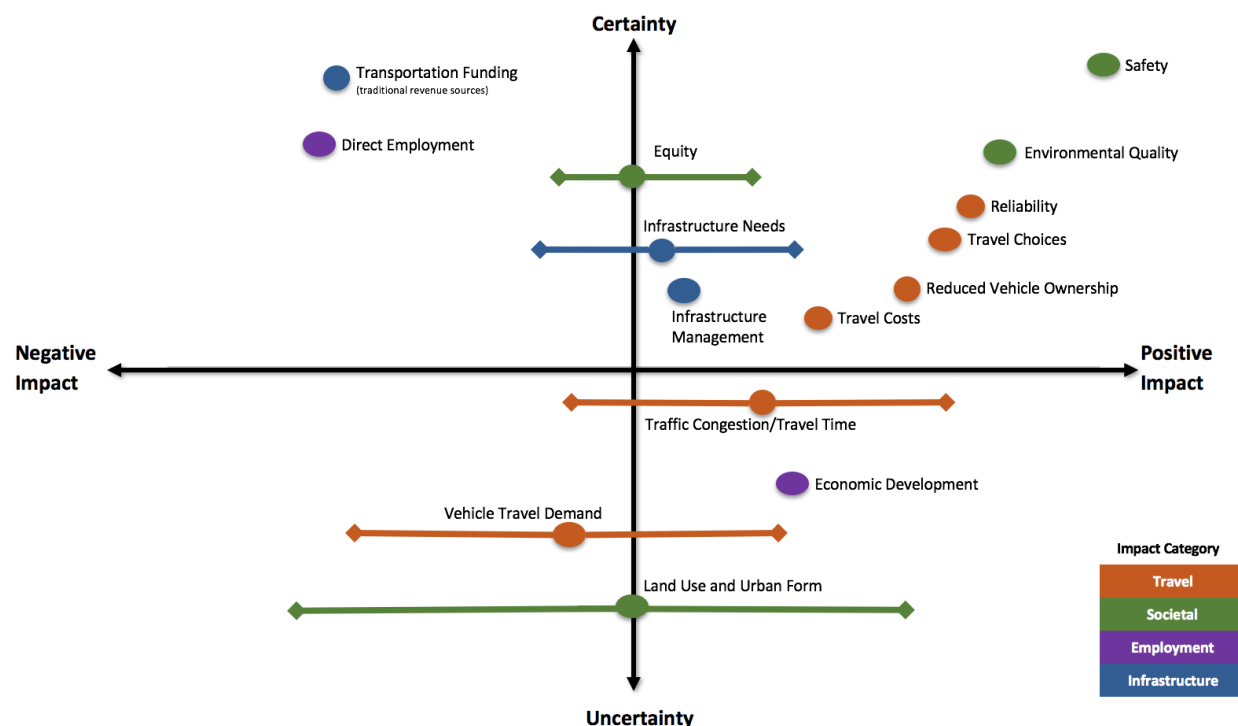 Certainty
Transportation Funding
(traditional revenue sources)
Safety
Direct Employment
Equity
Environmental Quality
Reliability
Infrastructure Needs
Travel Choices
Reduced Vehicle Ownership
Infrastructure
Management
Travel Costs
Negative
Impact
Positive
Impact
Traffic Congestion/Travel Time
Economic Development
Vehicle Travel Demand
Land Use and Urban Form
Impact Category
Travel
Societal
Employment
Infrastructure
Uncertainty